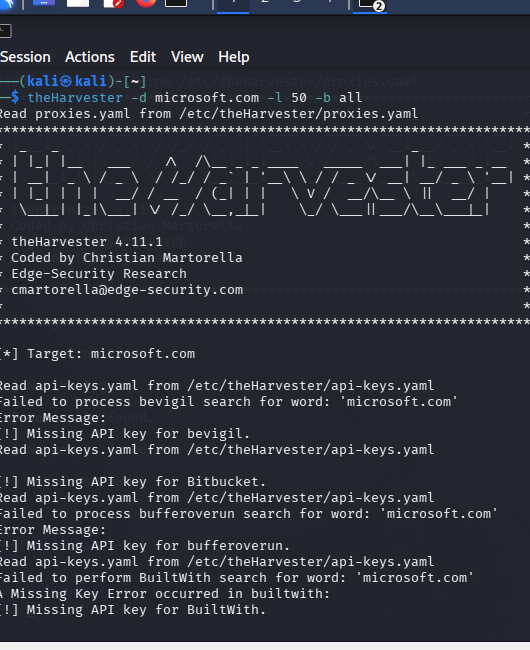 2
Session Actions Edit View Help
(kali㉿kali)-[~]
$ theHarvester -d microsoft.com -l 50 -b all
Read proxies.yaml from /etc/theHarvester/proxies.yaml
* theHarvester 4.11.1
* Coded by Christian Martorella
* Edge-Security Research
* cmartorella@edge-security.com
[*] Target: microsoft.com
Read api-keys.yaml from /etc/theHarvester/api-keys.yaml
Failed to process bevigil search for word: 'microsoft.com'
Error Message:
[!] Missing API key for bevigil.
Read api-keys.yaml from /etc/theHarvester/api-keys.yaml
[!] Missing API key for Bitbucket.
Read api-keys.yaml from /etc/theHarvester/api-keys.yaml
Failed to process bufferoverun search for word: 'microsoft.com'
Error Message:
[!] Missing API key for bufferoverun.
Read api-keys.yaml from /etc/theHarvester/api-keys.yaml
Failed to perform BuiltWith search for word: 'microsoft.com'
A Missing Key Error occurred in builtwith:
[!] Missing API key for BuiltWith.